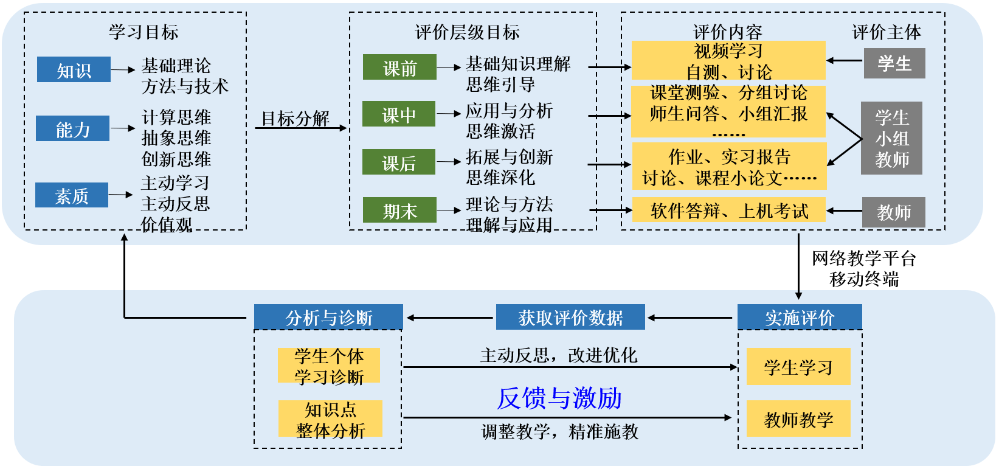 学习目标
知识
基础理论
方法与技术
能力
计算思维
抽象思维
创新思维
素质
主动学习
主动反思
价值观
目标分解
评价层级目标
课前
基础知识理解
思维引导
课中
应用与分析
思维激活
课后
拓展与创新
思维深化
期末
理论与方法
理解与应用
评价内容
评价主体
视频学习
自测、讨论
学生
课堂测验、分组讨论
师生问答、小组汇报
……
学生
小组
教师
作业、实习报告
讨论、课程小论文……
软件答辩、上机考试
教师
网络教学平台
移动终端
实施评价
获取评价数据
分析与诊断
学生个体
学习诊断
知识点
整体分析
主动反思，改进优化
反馈与激励
调整教学，精准施教
学生学习
教师教学